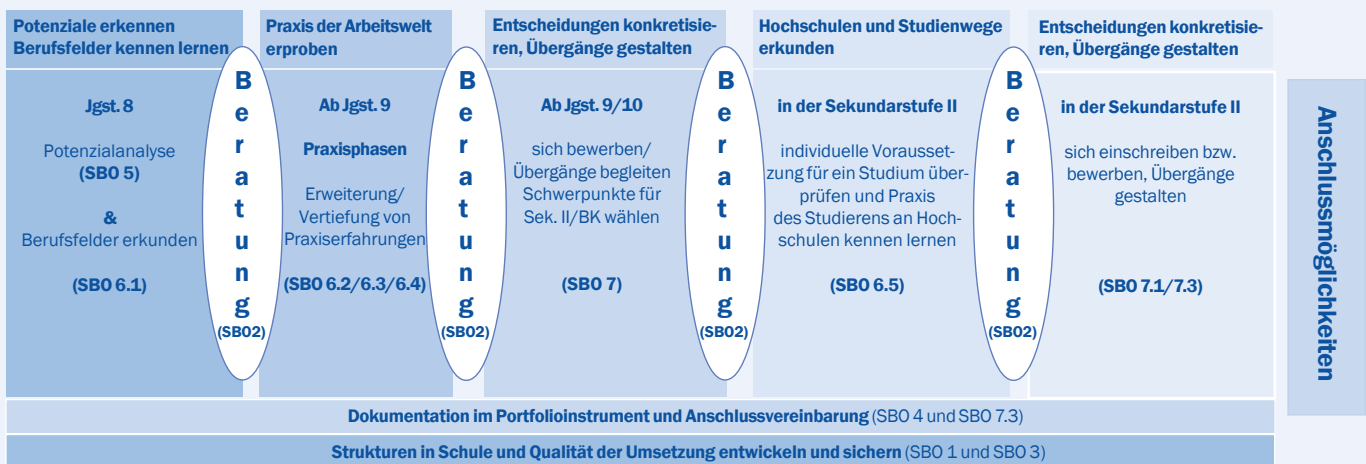 Potenziale erkennen
Berufsfelder kennen lernen
Jgst. 8
Potenzialanalyse
(SBO 5)
&
Berufsfelder erkunden
(SBO 6.1)
Beratung
(SBO2)
Praxis der Arbeitswelt
erproben
Ab Jgst. 9
Praxisphasen
Erweiterung/
Vertiefung von
Praxiserfahrungen
(SBO 6.2/6.3/6.4)
Beratung
(SBO2)
Entscheidungen konkretisie-
ren, Übergänge gestalten
Ab Jgst. 9/10
sich bewerben/
Übergänge begleiten
Schwerpunkte für
Sek. II/BK wählen
(SBO 7)
Beratung
(SBO2)
Hochschulen und Studienwege
erkunden
in der Sekundarstufe II
individuelle Vorausset-
zung für ein Studium über-
prüfen und Praxis
des Studierens an Hoch-
schulen kennen lernen
(SBO 6.5)
Beratung
(SBO2)
Entscheidungen konkretisie-
ren, Übergänge gestalten
in der Sekundarstufe II
sich einschreiben bzw.
bewerben, Übergänge
gestalten
(SBO 7.1/7.3)
Anschlussmöglichkeiten
Dokumentation im Portfolioinstrument und Anschlussvereinbarung (SBO 4 und SBO 7.3)
Strukturen in Schule und Qualität der Umsetzung entwickeln und sichern (SBO 1 und SBO 3)